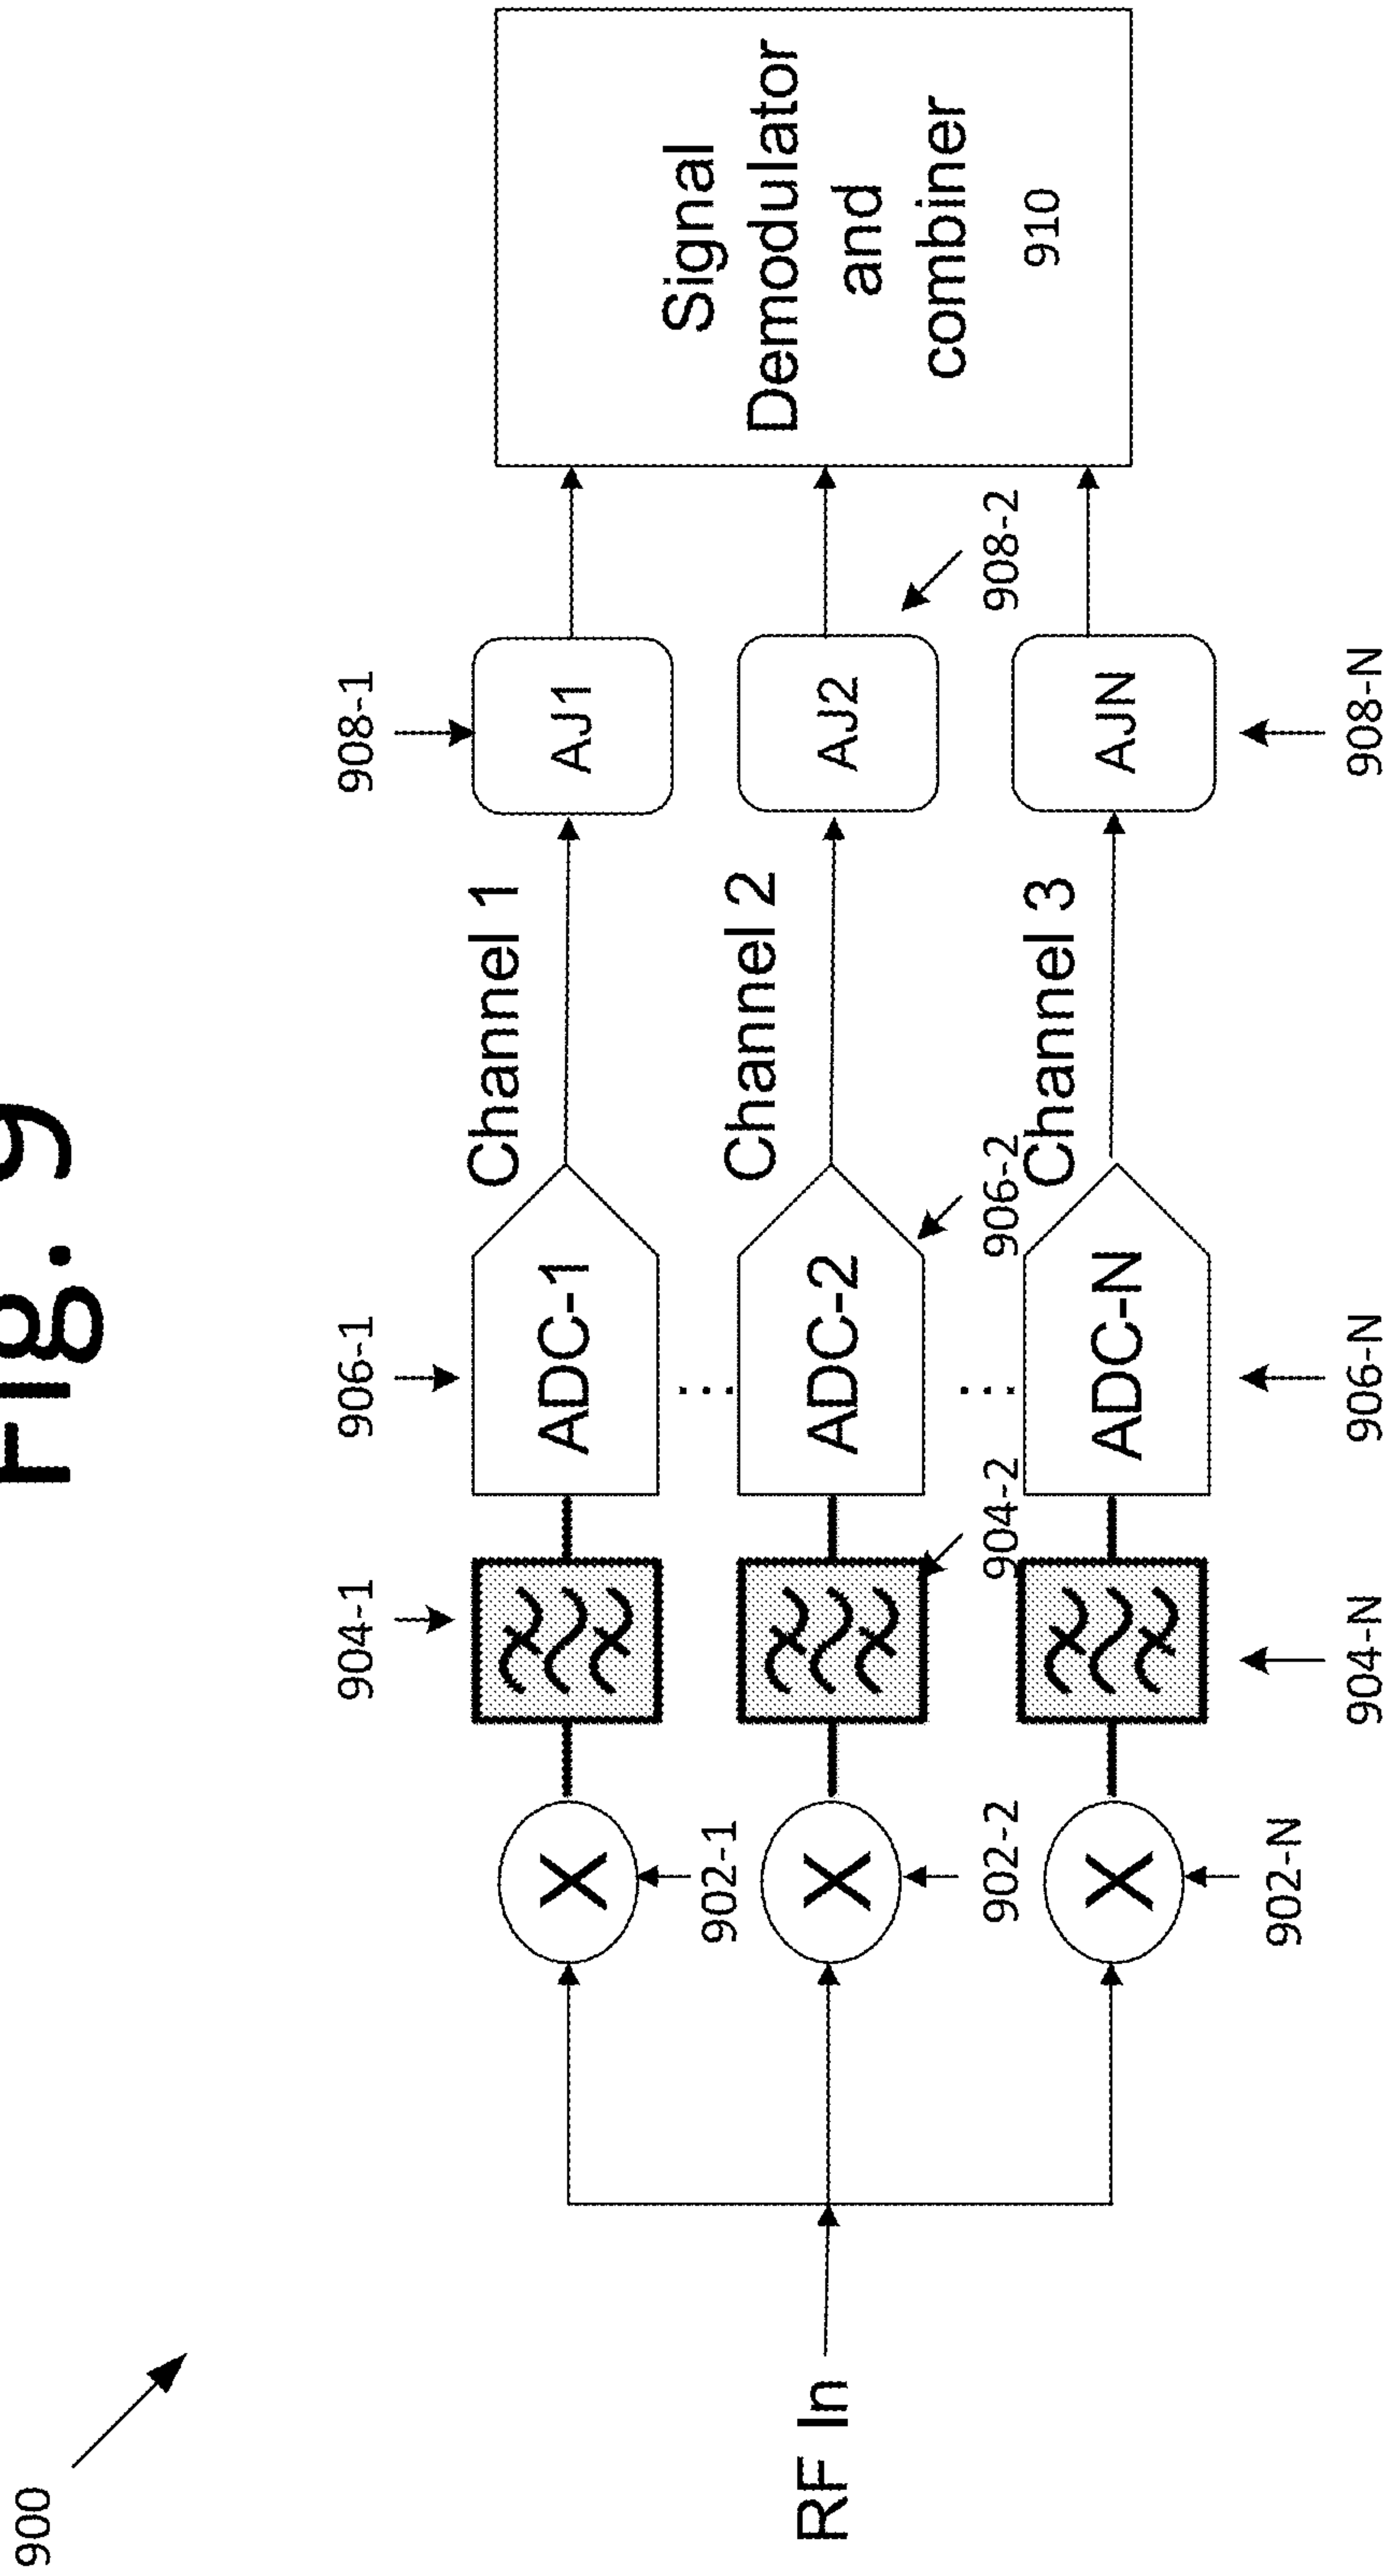 Fig. 9
900
908-1
906-1
904-1
Channel 1
AJ1
ADC-1
X
902-1
Signal
Demodulator
and
combiner
910
RF In
Channel 2
AJ2
ADC-2
X
908-2
906-2
904-2
902-2
Channel 3
AJN
ADC-N
X
902-N
904-N
906-N
908-N